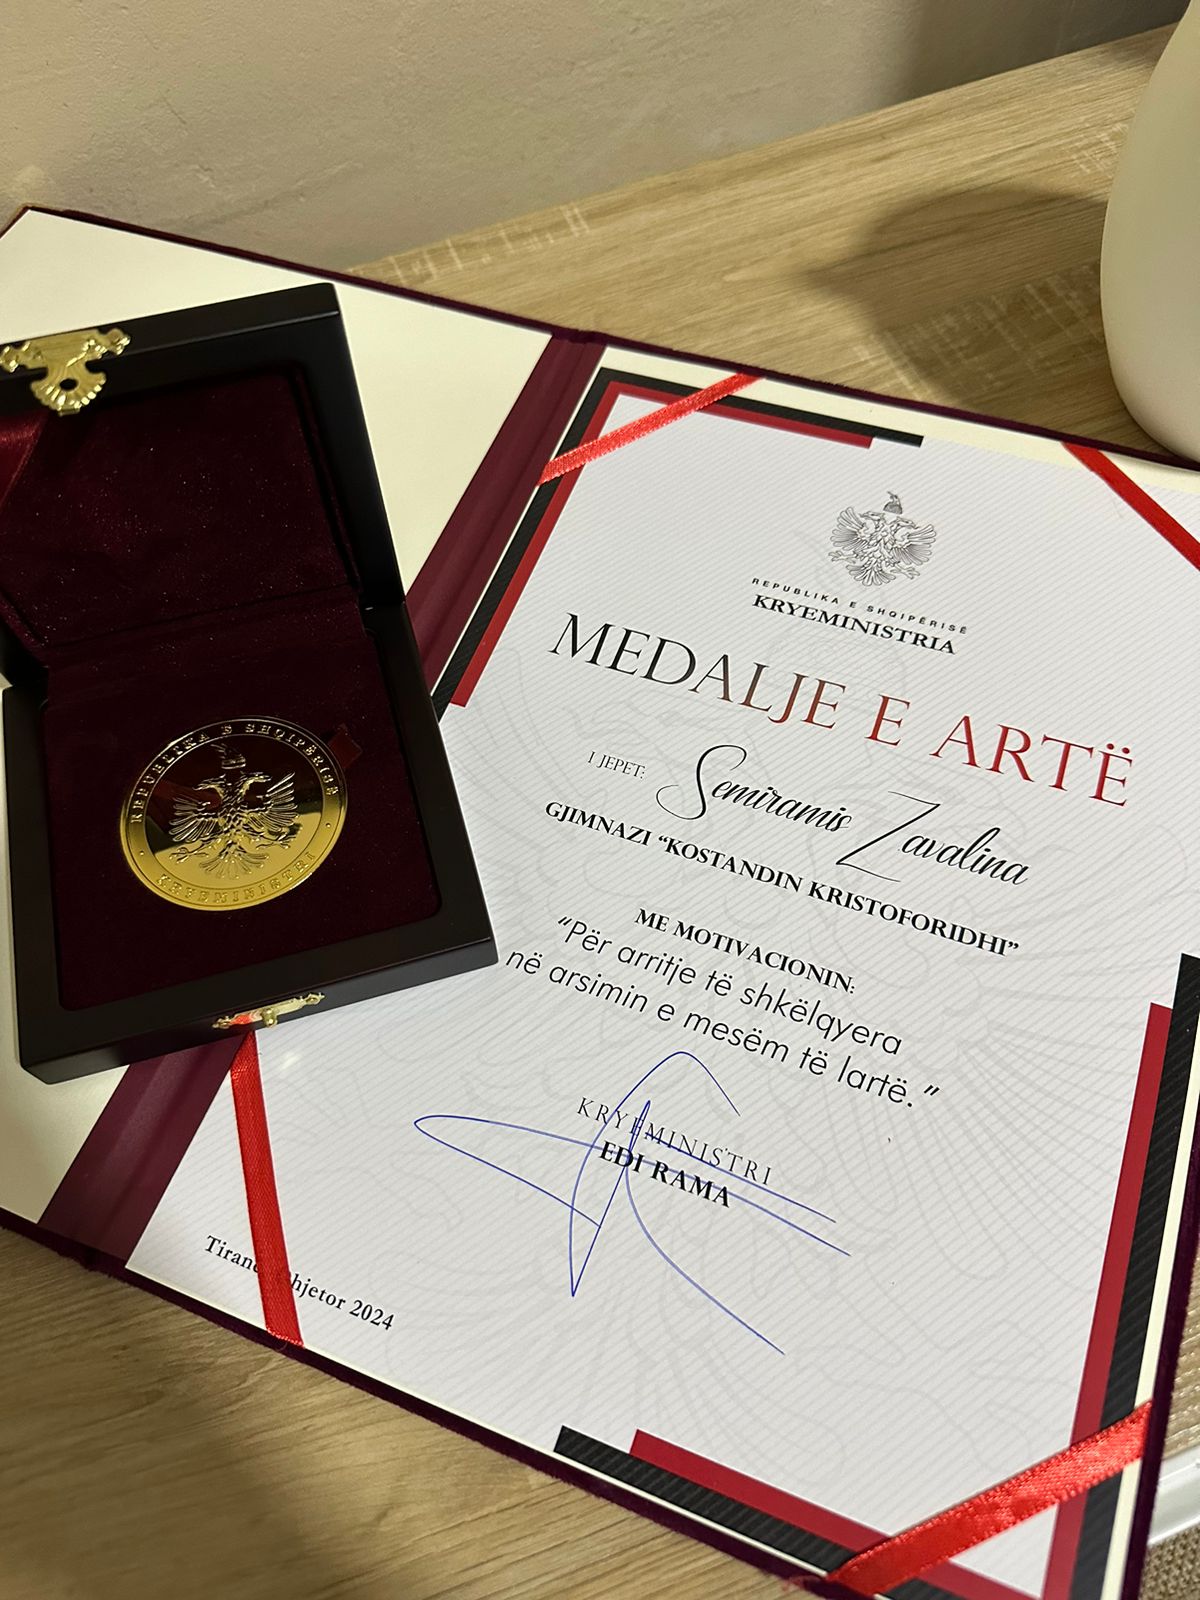 REPUBLIKA E SHQIPËRISË
KRYEMINISTRI
REPUBLIKA E SHQIPËRISË
KRYEMINISTRIA
MEDALJE E ARTË
I JEPET: Semiramis Zavalina
GJIMNAZI “KOSTANDIN KRISTOFORIDHI”
ME MOTIVACIONIN:
“Për arritje të shkëlqyera
në arsimin e mesëm të lartë.”
KRYEMINISTRI
EDI RAMA
2024